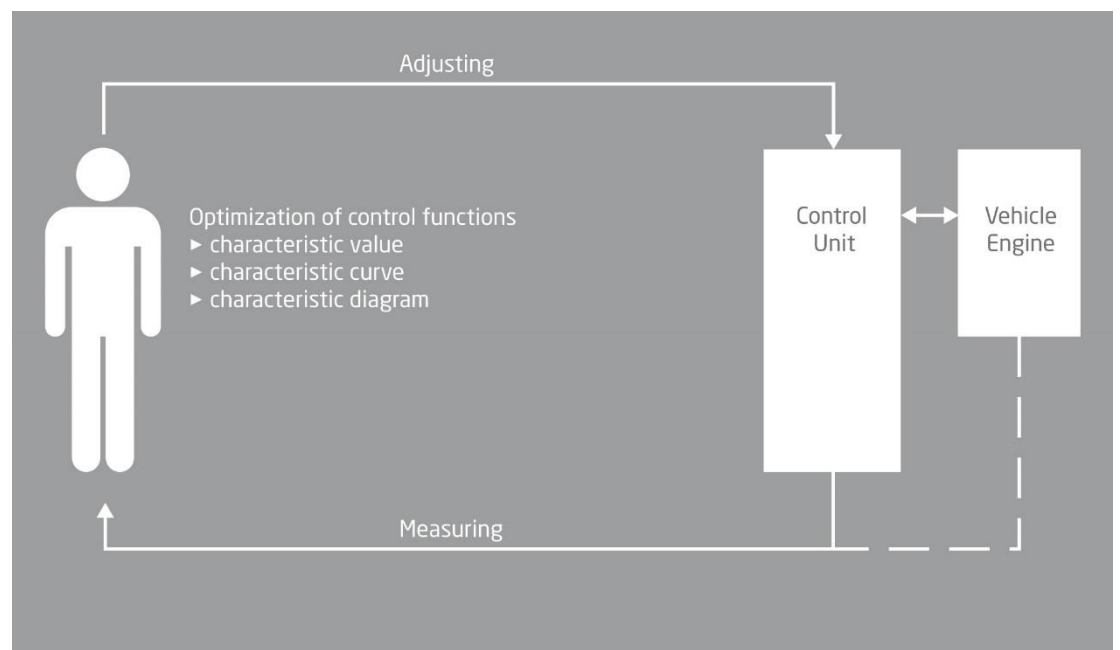 Adjusting
Optimization of control functions
► characteristic value
► characteristic curve
► characteristic diagram
Control
Unit
Vehicle
Engine
Measuring